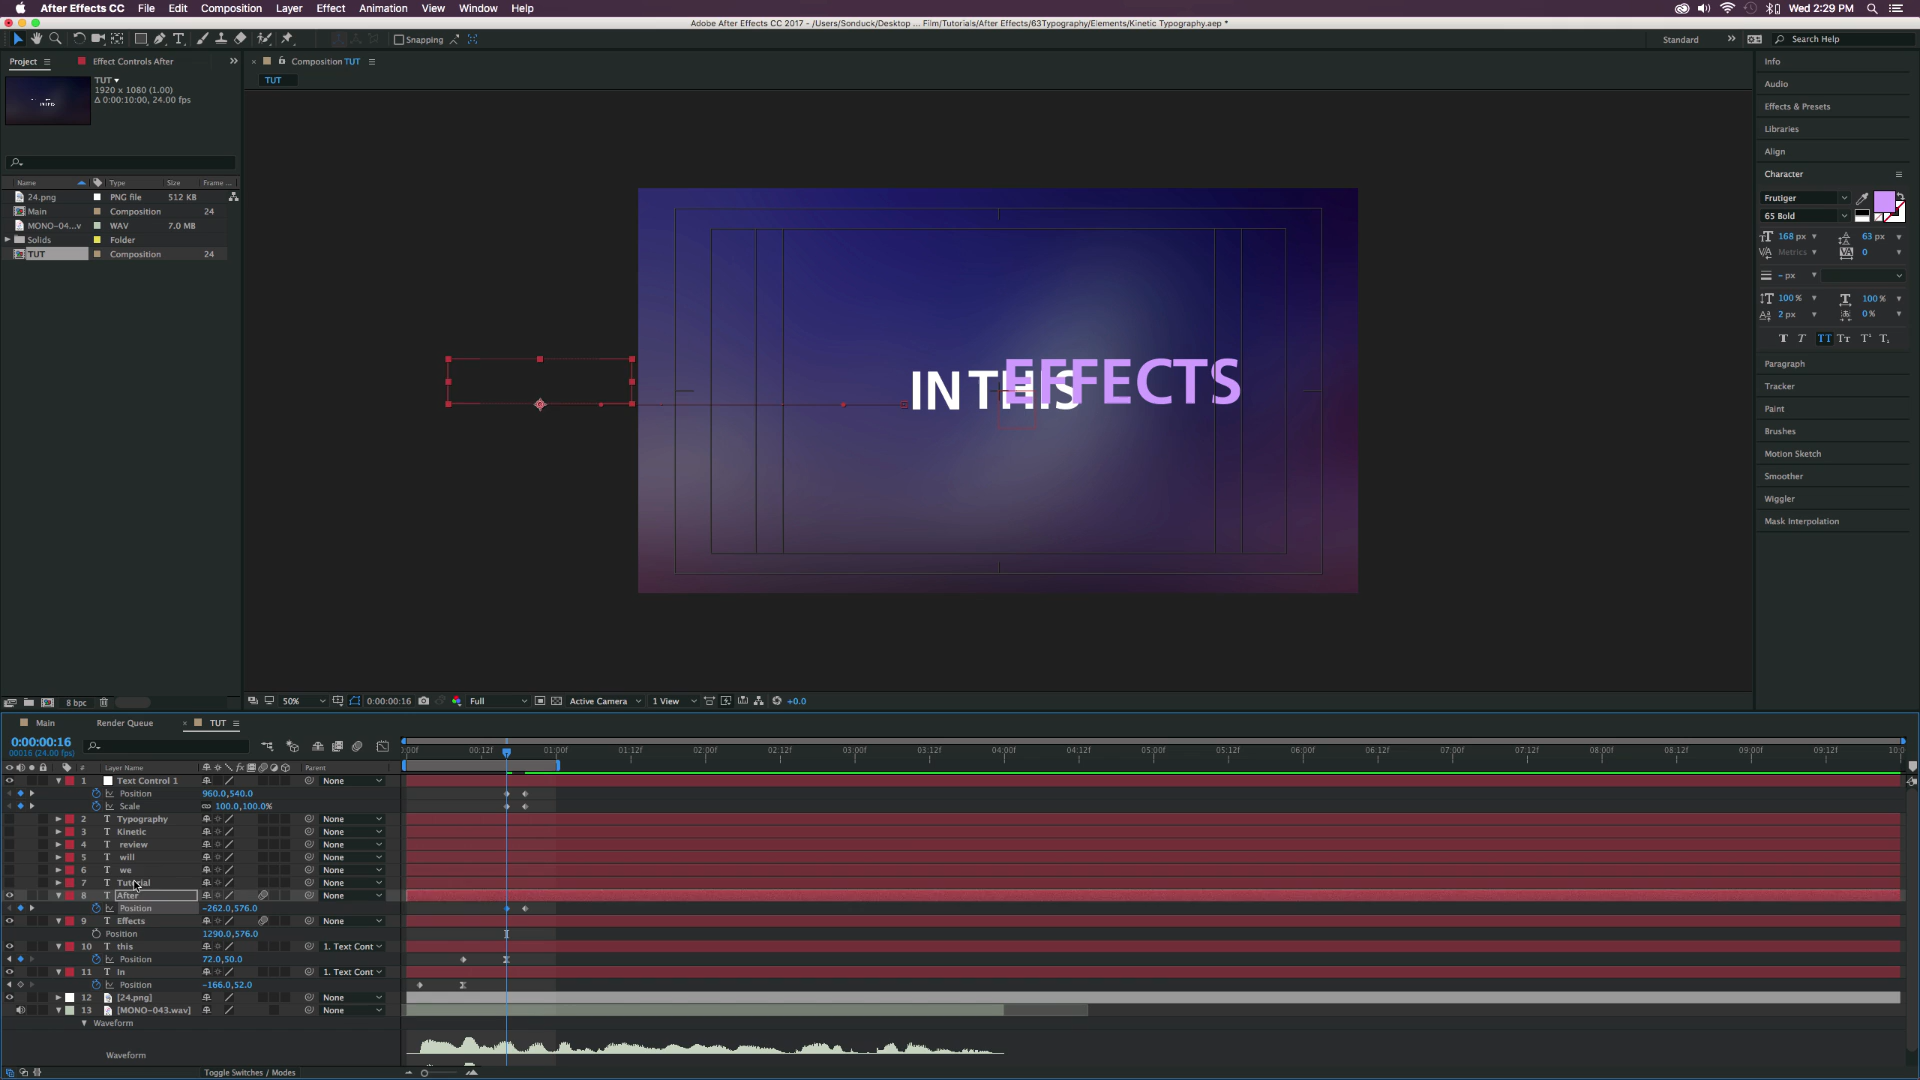 After Effects CC File Edit Composition Layer Effect Animation View Window Help Wed 2:29 PM
Adobe After Effects CC 2017 - /Users/Sonduck/Desktop ... Film/Tutorials/After Effects/63Typography/Elements/Kinetic Typography.aep *
Snapping Standard Search Help
Project Effect Controls After Composition TUT Info
TUT
1920 x 1080 (1.00)
Δ 0:00:10:00, 24.00 fps
TUT
Audio
Effects & Presets
Libraries
Align
Character
Frutiger
65 Bold
168 px 63 px
Metrics 0
- px
100 % 100 %
2 px 0 %
Paragraph
Tracker
Paint
Brushes
Motion Sketch
Smoother
Wiggler
Mask Interpolation
Name Type Size Frame ...
24.png PNG file 512 KB
Main Composition 24
MONO-04...v WAV 7.0 MB
Solids Folder
TUT Composition 24
IN THIS
EFFECTS
8 bpc 50% 0:00:00:16 Full Active Camera 1 View +0.0
Main Render Queue TUT
0:00:00:16
00016 (24.00 fps)
:00f 00:12f 01:00f 01:12f 02:00f 02:12f 03:00f 03:12f 04:00f 04:12f 05:00f 05:12f 06:00f 06:12f 07:00f 07:12f 08:00f 08:12f 09:00f 09:12f 10:0
# Layer Name fx Parent
1 Text Control 1 None
Position 960.0,540.0
Scale 100.0,100.0%
2 T Typography None
3 T Kinetic None
4 T review None
5 T will None
6 T we None
7 T Tutorial None
8 T After None
Position -262.0,576.0
9 T Effects None
Position 1290.0,576.0
10 T this 1. Text Cont
Position 72.0,50.0
11 T In 1. Text Cont
Position -166.0,52.0
12 [24.png] None
13 [MONO-043.wav] None
Waveform
Waveform
Toggle Switches / Modes